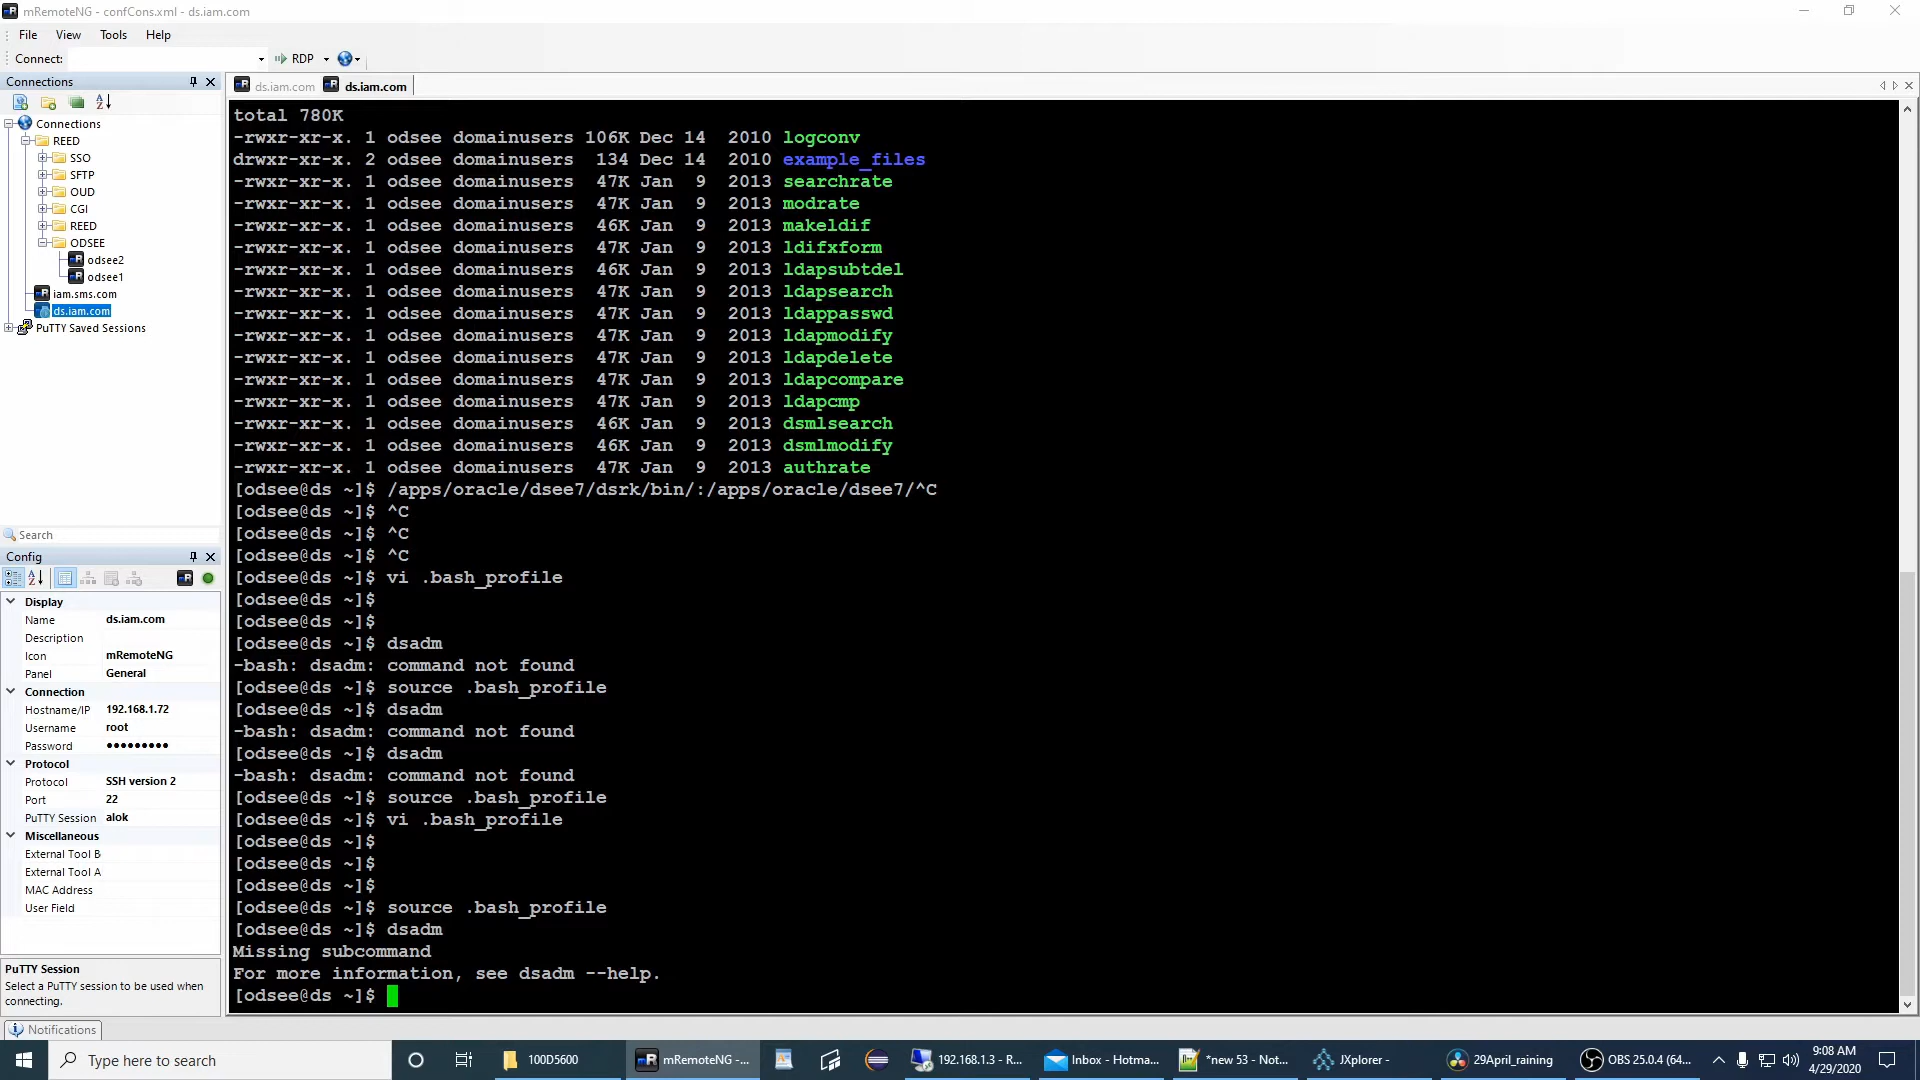 mRemoteNG - confCons.xml - ds.iam.com
File View Tools Help
Connect: RDP
Connections
ds.iam.com ds.iam.com
Connections
REED
SSO
SFTP
OUD
CGI
REED
ODSEE
odsee2
odsee1
iam.sms.com
ds.iam.com
PuTTY Saved Sessions
Search
Config
Display
Name ds.iam.com
Description
Icon mRemoteNG
Panel General
Connection
Hostname/IP 192.168.1.72
Username root
Password ●●●●●●●●●
Protocol
Protocol SSH version 2
Port 22
PuTTY Session alok
Miscellaneous
External Tool B
External Tool A
MAC Address
User Field
PuTTY Session
Select a PuTTY session to be used when
connecting.
Notifications
total 780K
-rwxr-xr-x. 1 odsee domainusers 106K Dec 14  2010 logconv
drwxr-xr-x. 2 odsee domainusers  134 Dec 14  2010 example_files
-rwxr-xr-x. 1 odsee domainusers  47K Jan  9  2013 searchrate
-rwxr-xr-x. 1 odsee domainusers  47K Jan  9  2013 modrate
-rwxr-xr-x. 1 odsee domainusers  46K Jan  9  2013 makeldif
-rwxr-xr-x. 1 odsee domainusers  47K Jan  9  2013 ldifxform
-rwxr-xr-x. 1 odsee domainusers  46K Jan  9  2013 ldapsubtdel
-rwxr-xr-x. 1 odsee domainusers  47K Jan  9  2013 ldapsearch
-rwxr-xr-x. 1 odsee domainusers  47K Jan  9  2013 ldappasswd
-rwxr-xr-x. 1 odsee domainusers  47K Jan  9  2013 ldapmodify
-rwxr-xr-x. 1 odsee domainusers  47K Jan  9  2013 ldapdelete
-rwxr-xr-x. 1 odsee domainusers  47K Jan  9  2013 ldapcompare
-rwxr-xr-x. 1 odsee domainusers  47K Jan  9  2013 ldapcmp
-rwxr-xr-x. 1 odsee domainusers  46K Jan  9  2013 dsmlsearch
-rwxr-xr-x. 1 odsee domainusers  46K Jan  9  2013 dsmlmodify
-rwxr-xr-x. 1 odsee domainusers  47K Jan  9  2013 authrate
[odsee@ds ~]$ /apps/oracle/dsee7/dsrk/bin/:/apps/oracle/dsee7/^C
[odsee@ds ~]$ ^C
[odsee@ds ~]$ ^C
[odsee@ds ~]$ ^C
[odsee@ds ~]$ vi .bash_profile
[odsee@ds ~]$
[odsee@ds ~]$
[odsee@ds ~]$ dsadm
-bash: dsadm: command not found
[odsee@ds ~]$ source .bash_profile
[odsee@ds ~]$ dsadm
-bash: dsadm: command not found
[odsee@ds ~]$ dsadm
-bash: dsadm: command not found
[odsee@ds ~]$ source .bash_profile
[odsee@ds ~]$ vi .bash_profile
[odsee@ds ~]$
[odsee@ds ~]$
[odsee@ds ~]$
[odsee@ds ~]$ source .bash_profile
[odsee@ds ~]$ dsadm
Missing subcommand
For more information, see dsadm --help.
[odsee@ds ~]$
Type here to search 100D5600 mRemoteNG -... 192.168.1.3 - R... Inbox - Hotma... *new 53 - Not... JXplorer - 29April_raining OBS 25.0.4 (64... 9:08 AM
4/29/2020